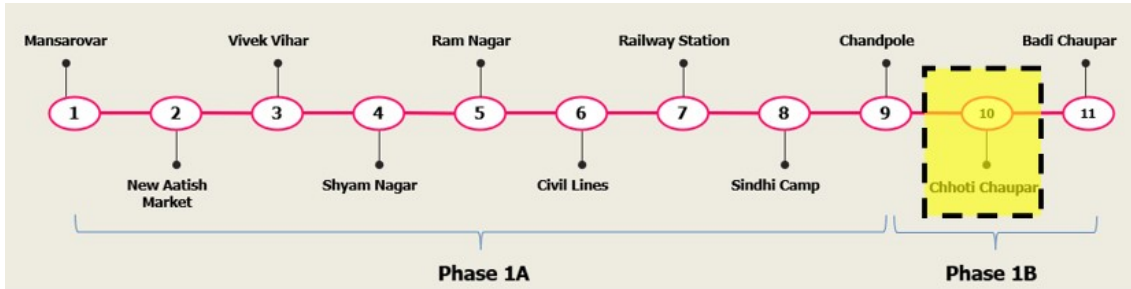 Mansarovar
Vivek Vihar
Ram Nagar
Railway Station
Chandpole
Badi Chaupar
1
2
3
4
5
6
7
8
9
10
11
New Aatish
Market
Shyam Nagar
Civil Lines
Sindhi Camp
Chhoti Chaupar
Phase 1A
Phase 1B